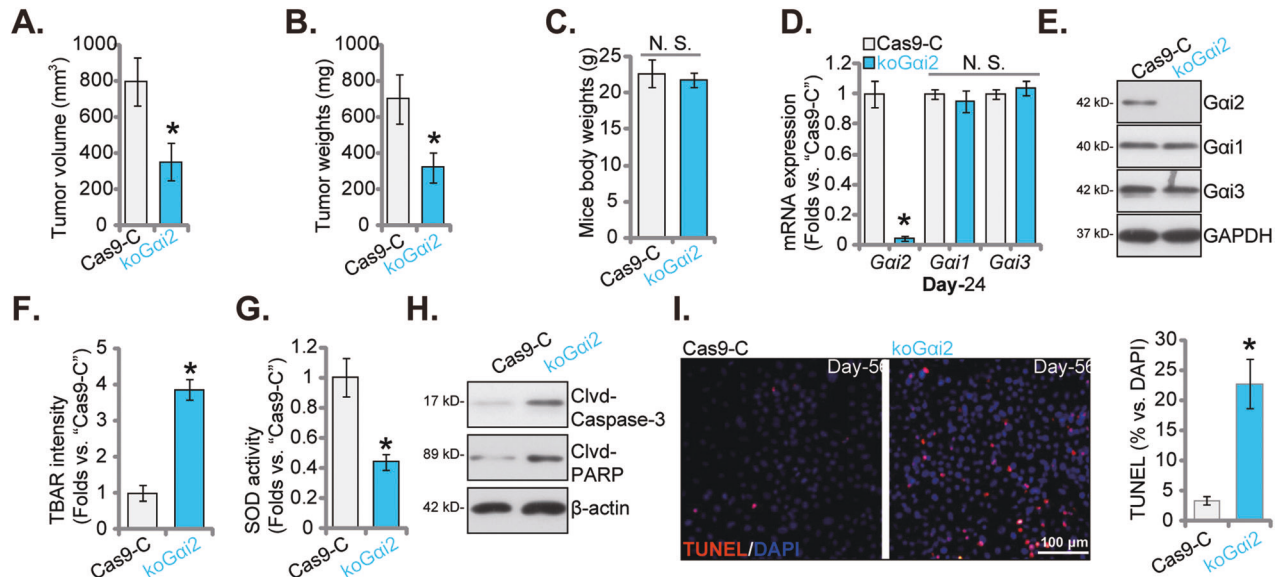 A.
Tumor volume (mm³)
1000
800
600
400
200
0
*
Cas9-C
koGαi2
B.
Tumor weights (mg)
1000
800
600
400
200
0
*
Cas9-C
koGαi2
C.
Mice body weights (g)
25
20
15
10
5
0
N. S.
Cas9-C
koGαi2
D.
Cas9-C
koGαi2
N. S.
mRNA expression
(Folds vs. “Cas9-C”)
1.2
1
0.8
0.6
0.4
0.2
0
*
Gαi2 Gαi1 Gαi3
Day-24
E.
Cas9-C
koGαi2
42 kD- Gαi2
40 kD- Gαi1
42 kD- Gαi3
37 kD- GAPDH
F.
TBAR intensity
(Folds vs. “Cas9-C”)
5
4
3
2
1
0
*
Cas9-C
koGαi2
G.
SOD activity
(Folds vs. “Cas9-C”)
1.2
1
0.8
0.6
0.4
0.2
0
*
Cas9-C
koGαi2
H.
Cas9-C
koGαi2
17 kD- Clvd-
Caspase-3
89 kD- Clvd-
PARP
42 kD- β-actin
I.
Cas9-C koGαi2
Day-56 Day-56
TUNEL/DAPI
100 µm
TUNEL (% vs. DAPI)
30
25
20
15
10
5
0
*
Cas9-C
koGαi2